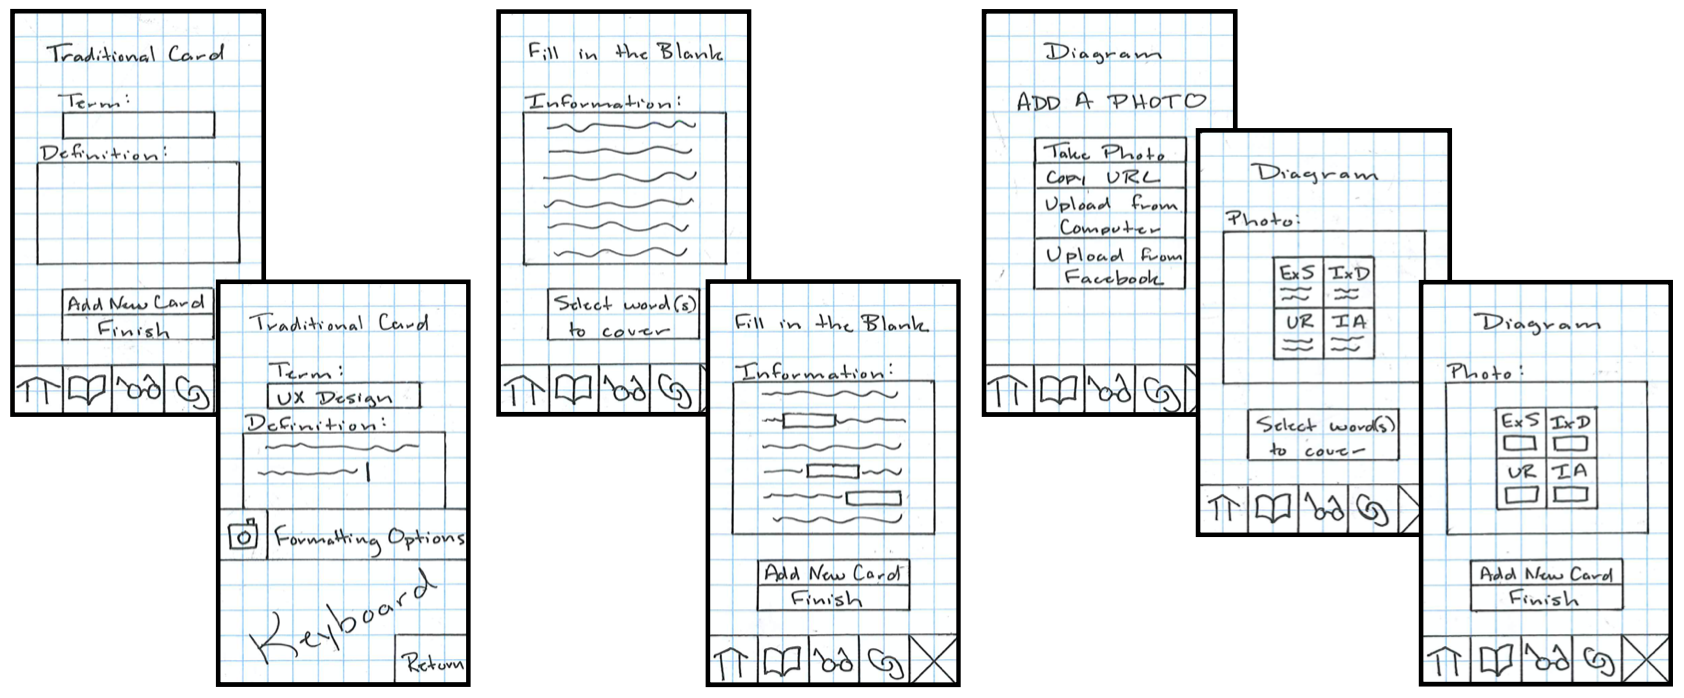 Traditional Card
Term:
Definition:
Add New Card
Finish
Traditional Card
Term:
UX Design
Definition:
Formatting Options
Keyboard
Return
Fill in the Blank
Information:
Select word(s)
to cover
Fill in the Blank
Information:
Add New Card
Finish
Diagram
ADD A PHOTO
Take Photo
Copy URL
Upload from
Computer
Upload from
Facebook
Diagram
Photo:
ExS IxD
UR IA
Select word(s)
to cover
Diagram
Photo:
ExS IxD
UR IA
Add New Card
Finish